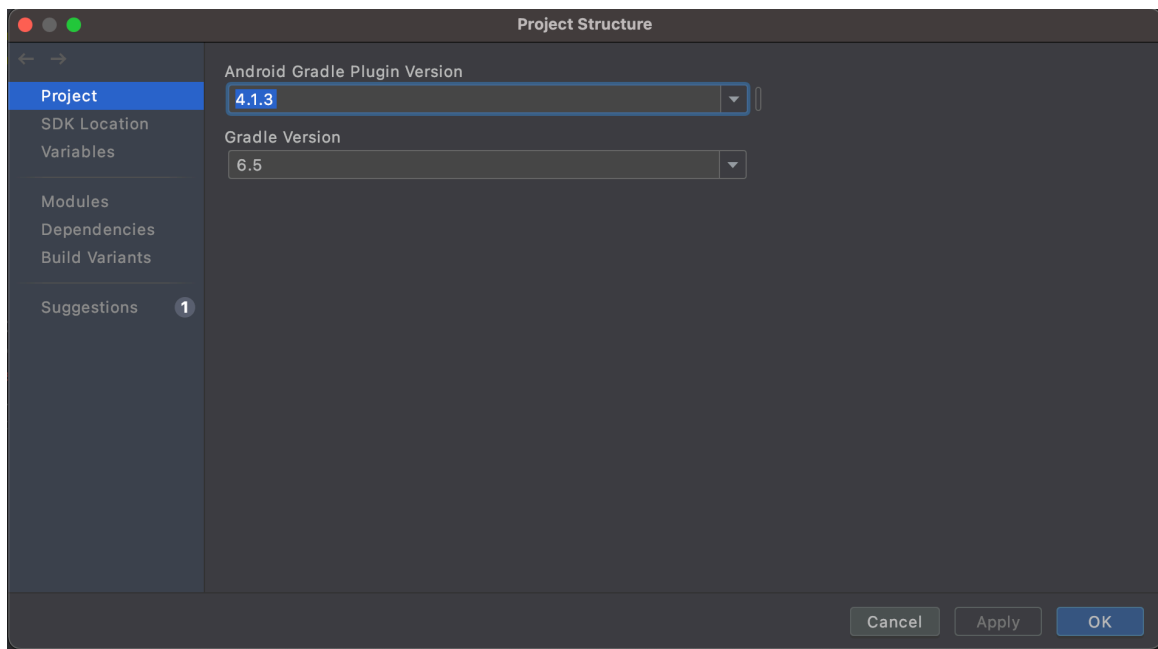 Project Structure
Project
SDK Location
Variables
Modules
Dependencies
Build Variants
Suggestions 1
Android Gradle Plugin Version
4.1.3
Gradle Version
6.5
Cancel Apply OK